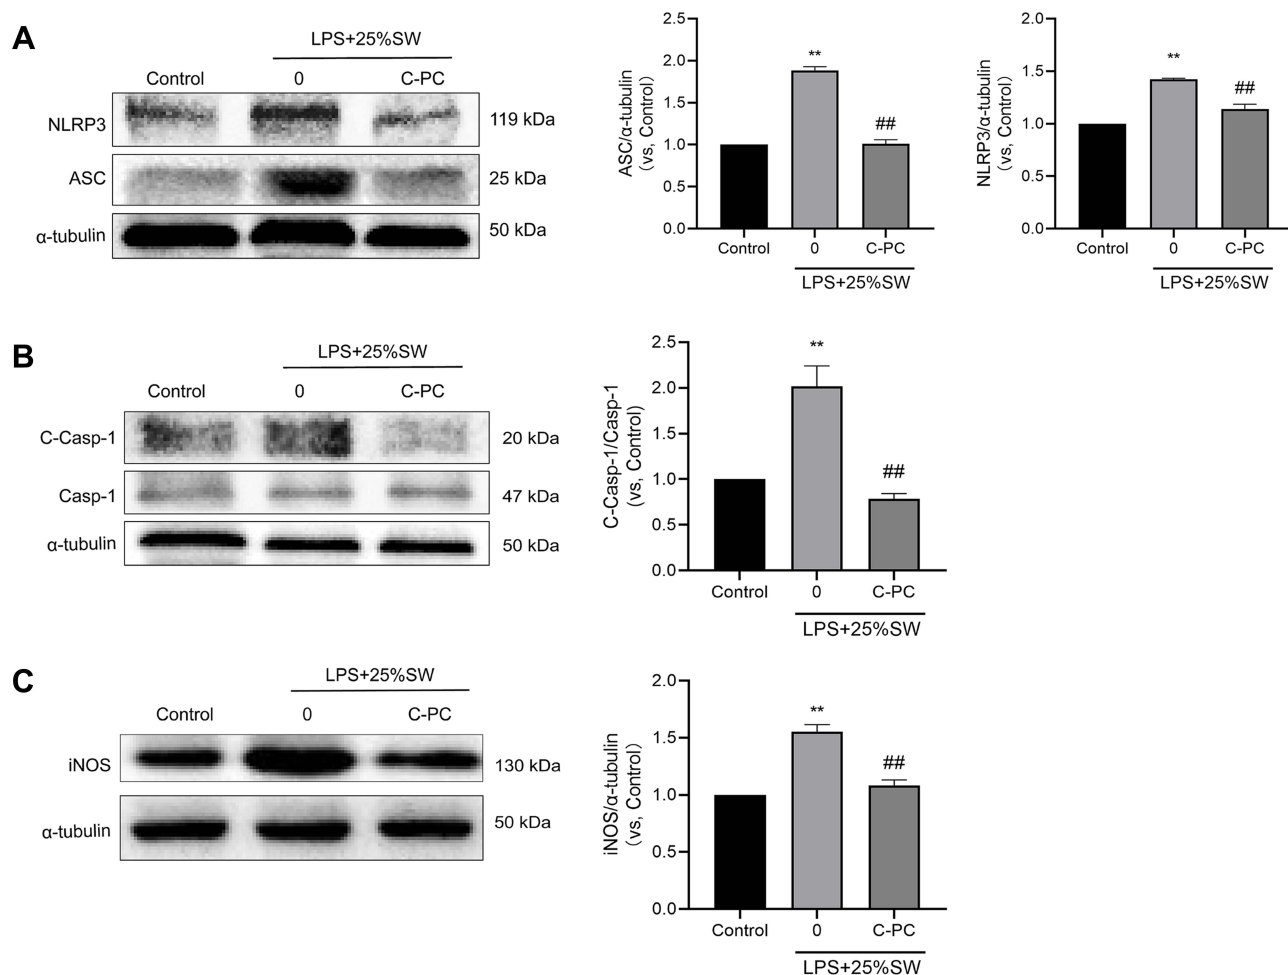 A
LPS+25%SW
Control 0 C-PC
NLRP3 119 kDa
ASC 25 kDa
α-tubulin 50 kDa
ASC/α-tubulin
(vs, Control)
2.5
2.0
1.5
1.0
0.5
0.0
**
##
Control 0 C-PC
LPS+25%SW
NLRP3/α-tubulin
(vs, Control)
2.0
1.5
1.0
0.5
0.0
**
##
Control 0 C-PC
LPS+25%SW
B
LPS+25%SW
Control 0 C-PC
C-Casp-1 20 kDa
Casp-1 47 kDa
α-tubulin 50 kDa
C-Casp-1/Casp-1
(vs, Control)
2.5
2.0
1.5
1.0
0.5
0.0
**
##
Control 0 C-PC
LPS+25%SW
C
LPS+25%SW
Control 0 C-PC
iNOS 130 kDa
α-tubulin 50 kDa
iNOS/α-tubulin
(vs, Control)
2.0
1.5
1.0
0.5
0.0
**
##
Control 0 C-PC
LPS+25%SW